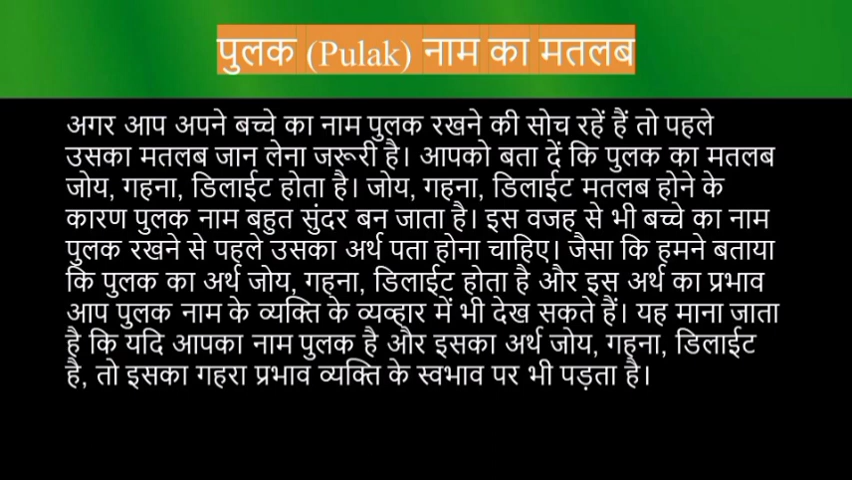 पुलक (Pulak) नाम का मतलब
अगर आप अपने बच्चे का नाम पुलक रखने की सोच रहें हैं तो पहले
उसका मतलब जान लेना जरूरी है। आपको बता दें कि पुलक का मतलब
जोय, गहना, डिलाईट होता है। जोय, गहना, डिलाईट मतलब होने के
कारण पुलक नाम बहुत सुंदर बन जाता है। इस वजह से भी बच्चे का नाम
पुलक रखने से पहले उसका अर्थ पता होना चाहिए। जैसा कि हमने बताया
कि पुलक का अर्थ जोय, गहना, डिलाईट होता है और इस अर्थ का प्रभाव
आप पुलक नाम के व्यक्ति के व्यव्हार में भी देख सकते हैं। यह माना जाता
है कि यदि आपका नाम पुलक है और इसका अर्थ जोय, गहना, डिलाईट
है, तो इसका गहरा प्रभाव व्यक्ति के स्वभाव पर भी पड़ता है।